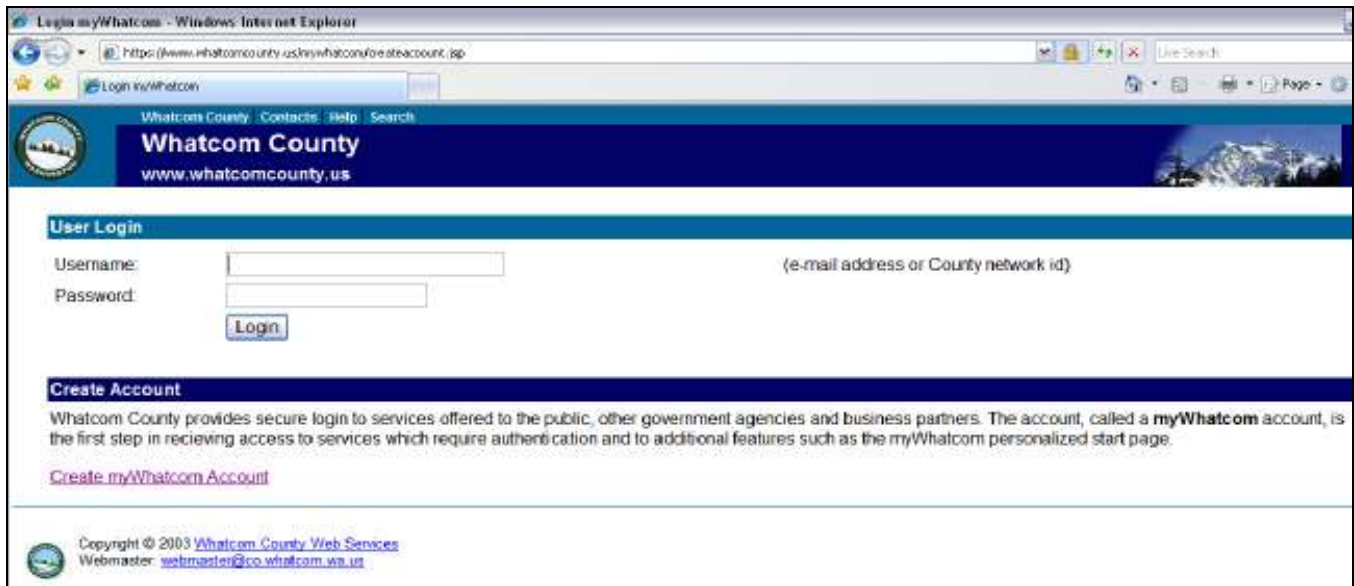 Login myWhatcom - Windows Internet Explorer
https://www.whatcomcounty.us/mywhatcom/createaccount.jsp
Live Search
Login myWhatcom
Page
Whatcom County Contacts Help Search
Whatcom County
www.whatcomcounty.us
User Login
Username:
(e-mail address or County network id)
Password:
Login
Create Account
Whatcom County provides secure login to services offered to the public, other government agencies and business partners. The account, called a myWhatcom account, is
the first step in recieving access to services which require authentication and to additional features such as the myWhatcom personalized start page.
Create myWhatcom Account
Copyright © 2003 Whatcom County Web Services
Webmaster: webmaster@co.whatcom.wa.us